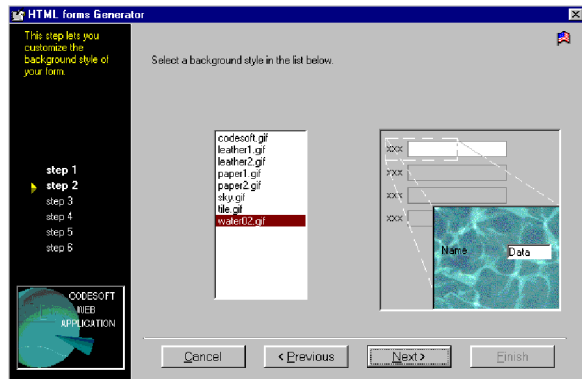 HTML forms Generator
This step lets you
customize the
background style of
your form.
Select a background style in the list below.
codesoft.gif
leather1.gif
leather2.gif
paper1.gif
paper2.gif
sky.gif
tile.gif
water02.gif
xxx
xxx
xxx
xxx
Name
Data
step 1
step 2
step 3
step 4
step 5
step 6
CODESOFT
WEB
APPLICATION
Cancel
< Previous
Next >
Finish